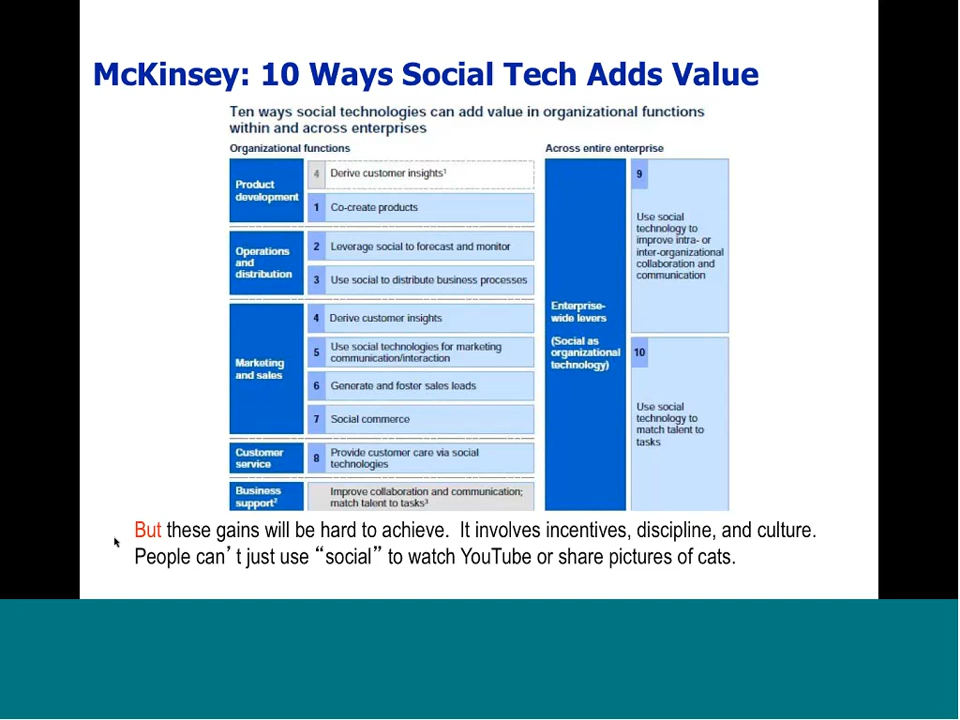 McKinsey: 10 Ways Social Tech Adds Value
Ten ways social technologies can add value in organizational functions
within and across enterprises
Organizational functions
Across entire enterprise
Product
development
4 Derive customer insights¹
1 Co-create products
Operations
and
distribution
2 Leverage social to forecast and monitor
3 Use social to distribute business processes
Marketing
and sales
4 Derive customer insights
5 Use social technologies for marketing
communication/interaction
6 Generate and foster sales leads
7 Social commerce
Customer
service
8 Provide customer care via social
technologies
Business
support²
Improve collaboration and communication;
match talent to tasks³
Enterprise-
wide levers
(Social as
organizational
technology)
9
Use social
technology to
improve intra- or
inter-organizational
collaboration and
communication
10
Use social
technology to
match talent to
tasks
But these gains will be hard to achieve. It involves incentives, discipline, and culture.
People can’t just use “social” to watch YouTube or share pictures of cats.